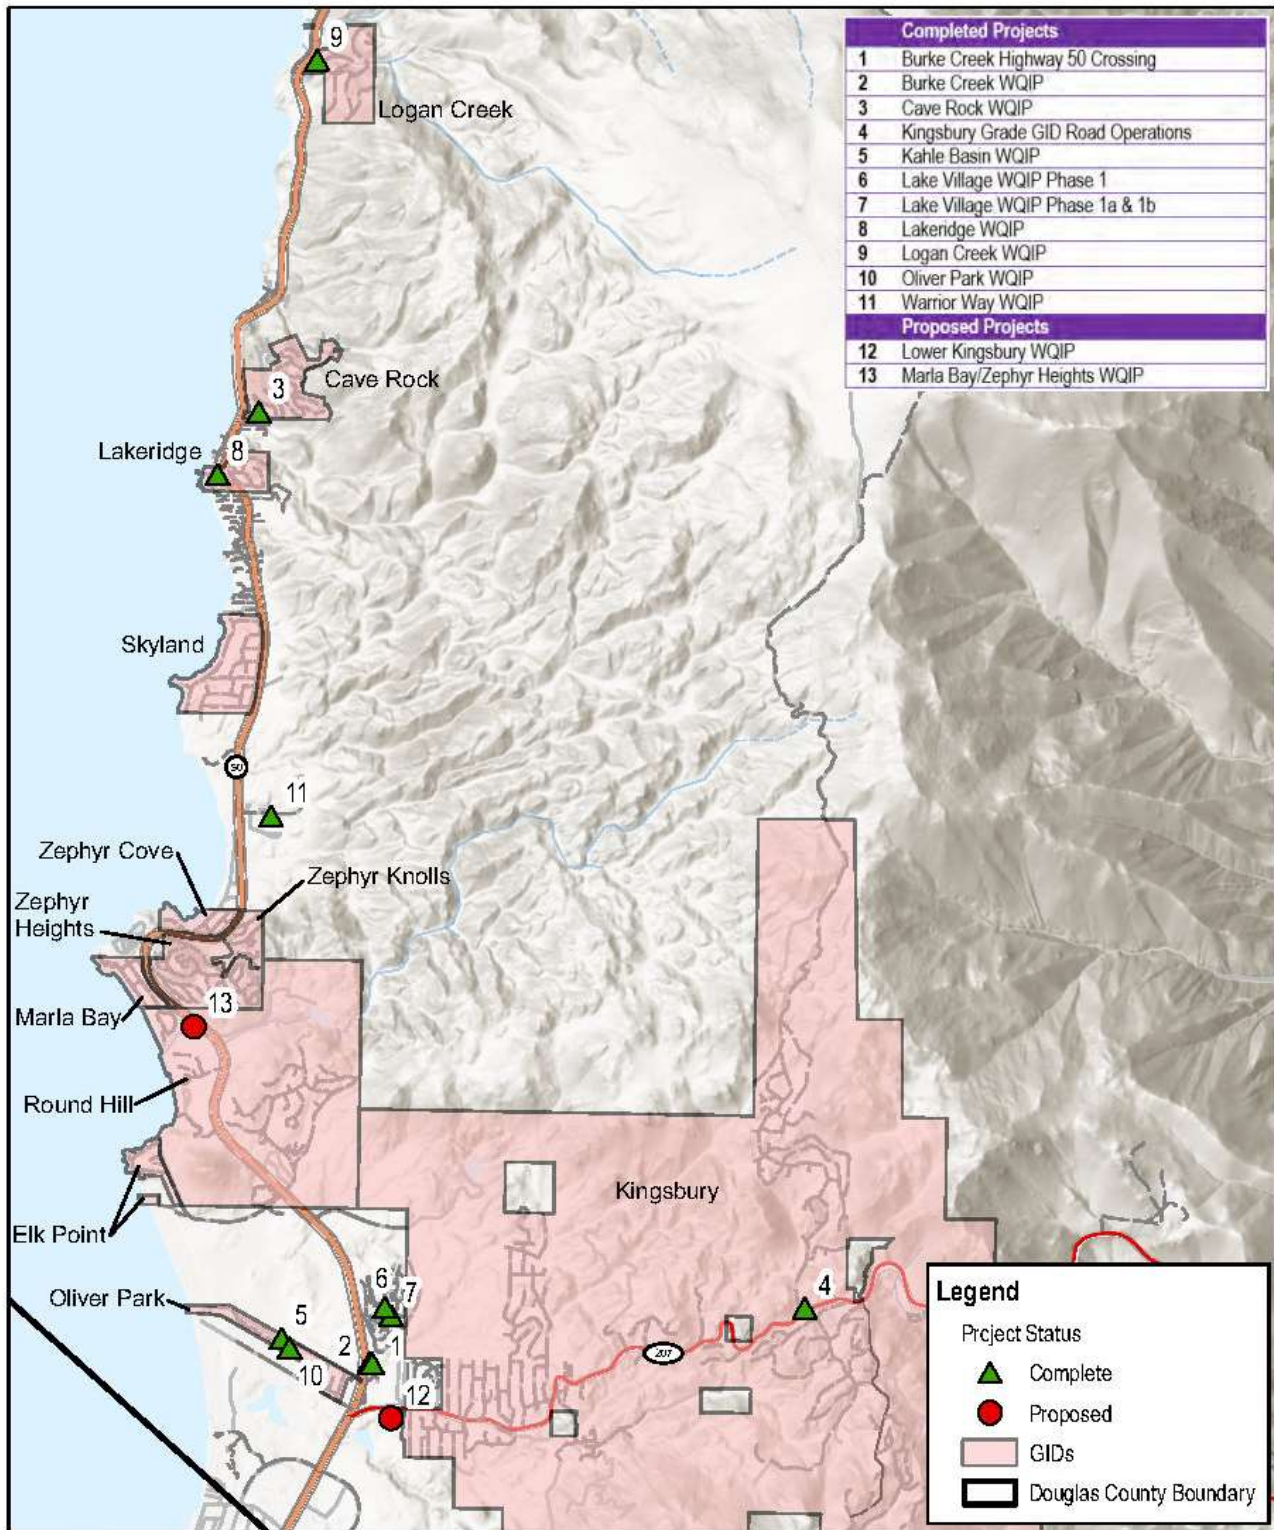 Completed Projects
1 Burke Creek Highway 50 Crossing
2 Burke Creek WQIP
3 Cave Rock WQIP
4 Kingsbury Grade GID Road Operations
5 Kahle Basin WQIP
6 Lake Village WQIP Phase 1
7 Lake Village WQIP Phase 1a & 1b
8 Lakeridge WQIP
9 Logan Creek WQIP
10 Oliver Park WQIP
11 Warrior Way WQIP
Proposed Projects
12 Lower Kingsbury WQIP
13 Marla Bay/Zephyr Heights WQIP
9
Logan Creek
Cave Rock
3
Lakeridge
8
Skyland
50
11
Zephyr Cove
Zephyr Knolls
Zephyr
Heights
13
Marla Bay
Round Hill
Kingsbury
Elk Point
Oliver Park
6
7
4
5
2
1
207
10
12
Legend
Project Status
Complete
Proposed
GIDs
Douglas County Boundary